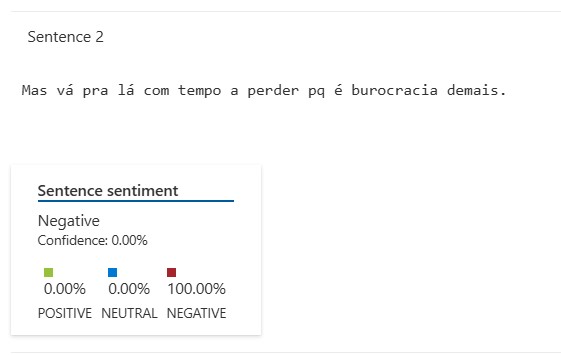 Sentence 2
Mas vá pra lá com tempo a perder pq é burocracia demais.
Sentence sentiment
Negative
Confidence: 0.00%
0.00% 0.00% 100.00%
POSITIVE NEUTRAL NEGATIVE